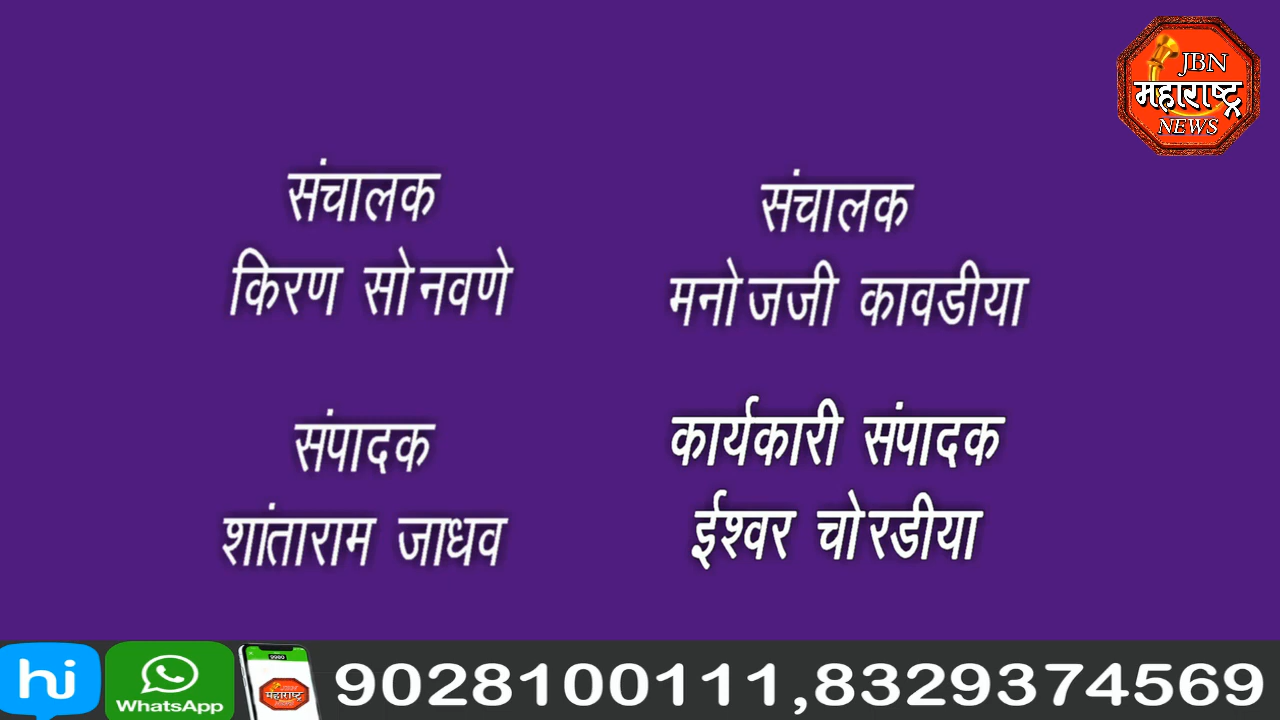 JBN
महाराष्ट्र
NEWS
संचालक
किरण सोनवणे
संचालक
मनोजजी कावडीया
संपादक
शांताराम जाधव
कार्यकारी संपादक
ईश्वर चोरडीया
hi
WhatsApp
महाराष्ट्र
9028100111,8329374569